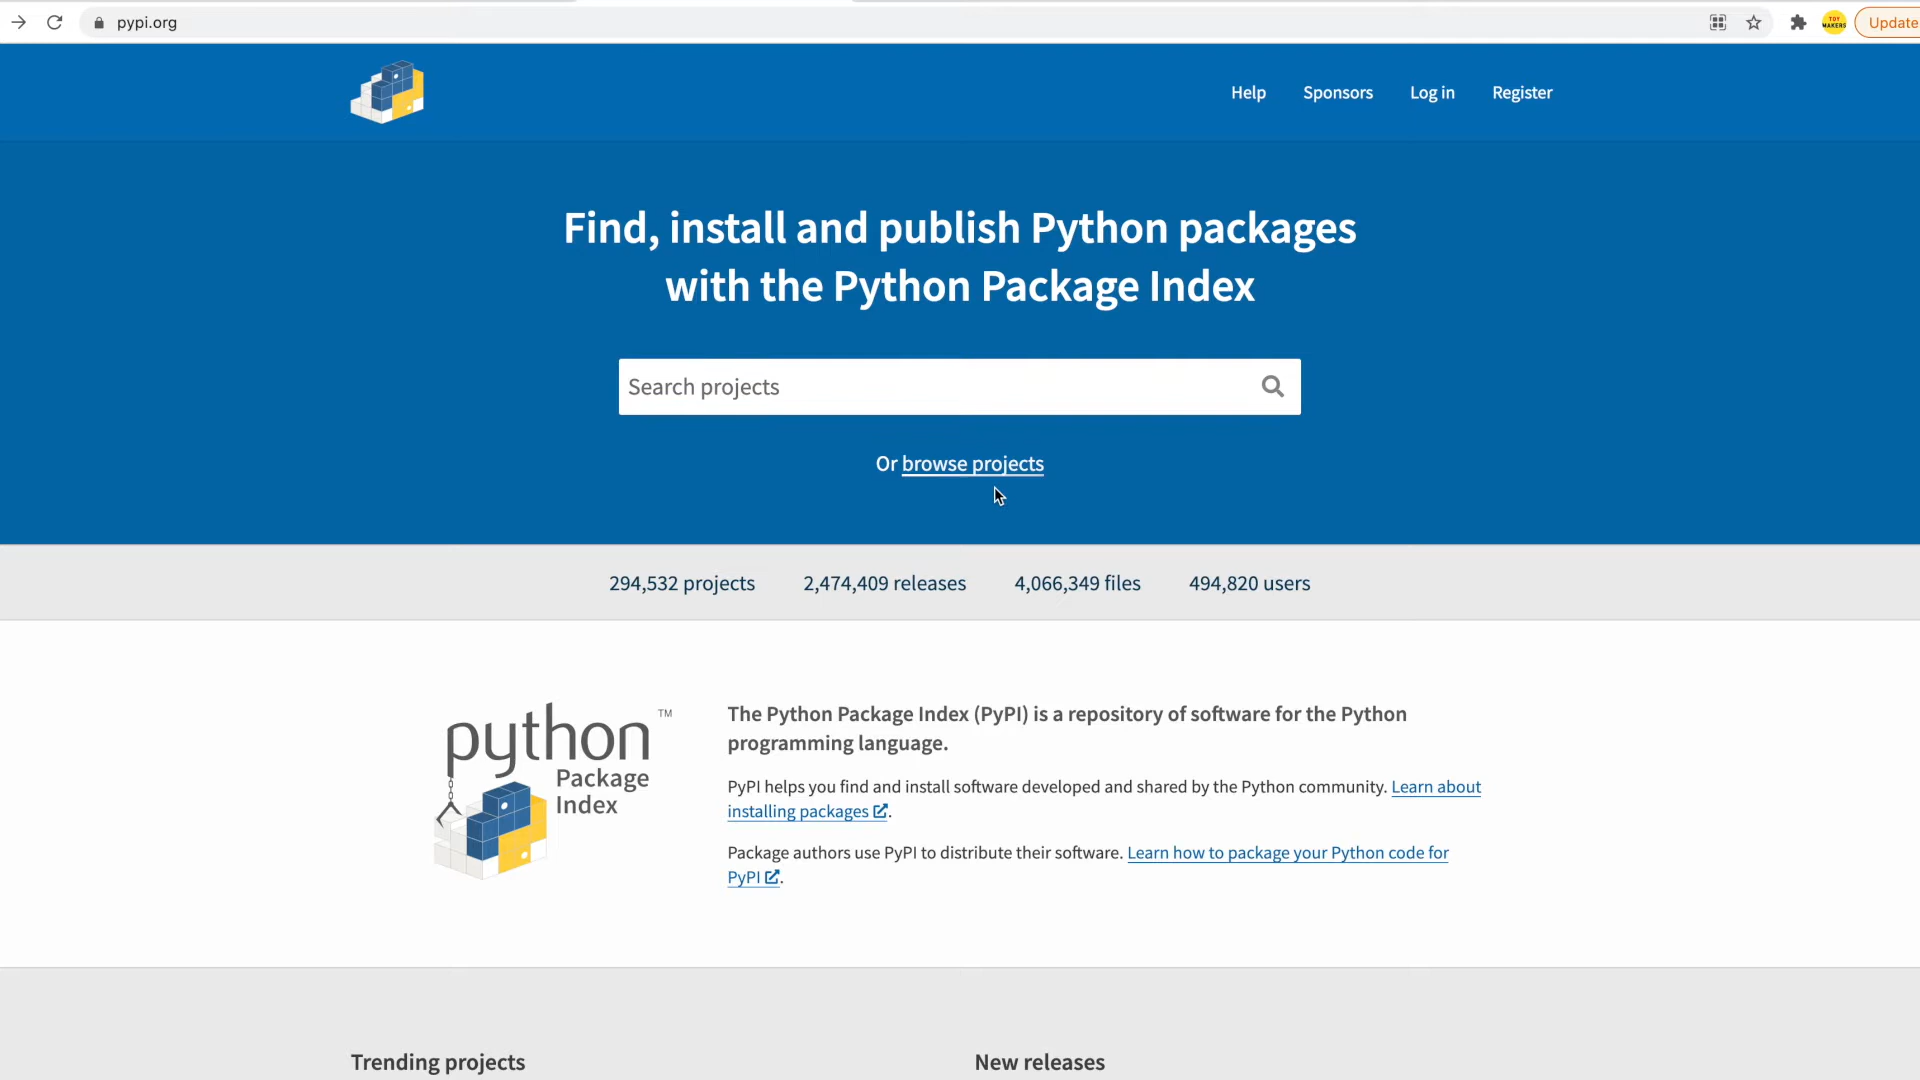 pypi.org
TOY
MAKERS
Update
Help Sponsors Log in Register
Find, install and publish Python packages
with the Python Package Index
Search projects
Or browse projects
294,532 projects 2,474,409 releases 4,066,349 files 494,820 users
python ™
Package
Index
The Python Package Index (PyPI) is a repository of software for the Python
programming language.
PyPI helps you find and install software developed and shared by the Python community. Learn about
installing packages.
Package authors use PyPI to distribute their software. Learn how to package your Python code for
PyPI.
Trending projects New releases